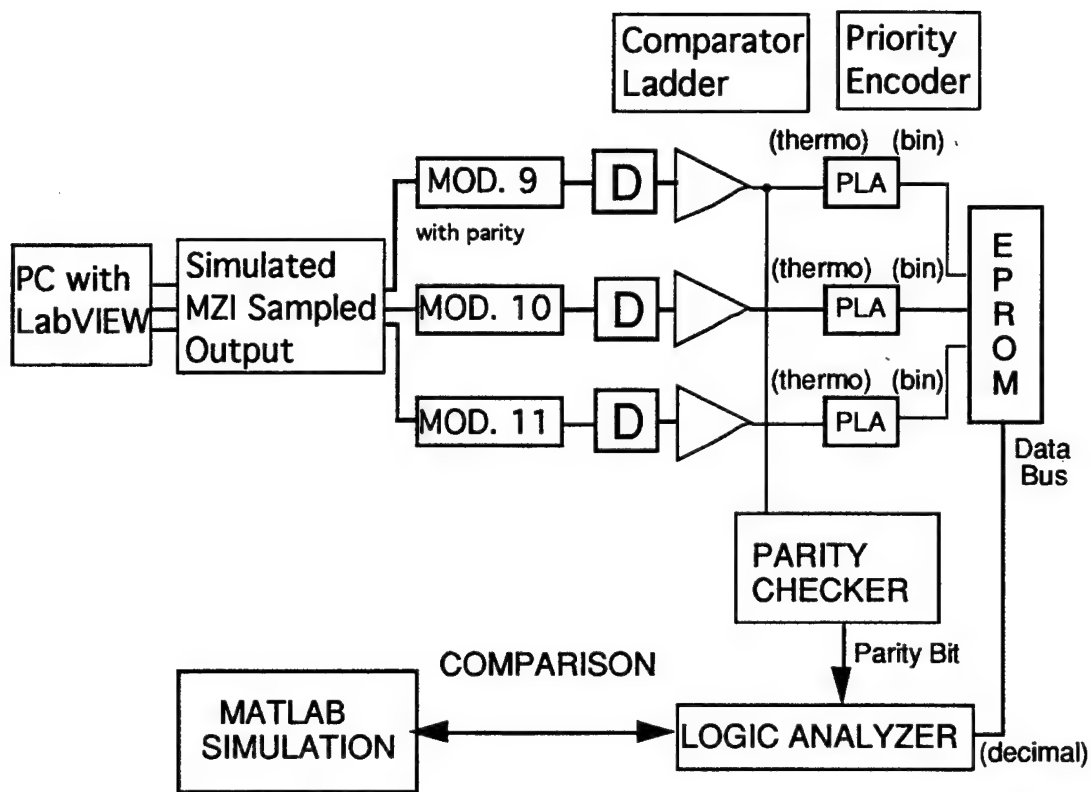 Comparator
Ladder
Priority
Encoder
(thermo) (bin)
MOD. 9
D
PLA
with parity
PC with
LabVIEW
Simulated
MZI Sampled
Output
(thermo) (bin)
MOD. 10
D
PLA
(thermo) (bin)
MOD. 11
D
PLA
E
P
R
O
M
Data
Bus
PARITY
CHECKER
Parity Bit
COMPARISON
MATLAB
SIMULATION
LOGIC ANALYZER
(decimal)